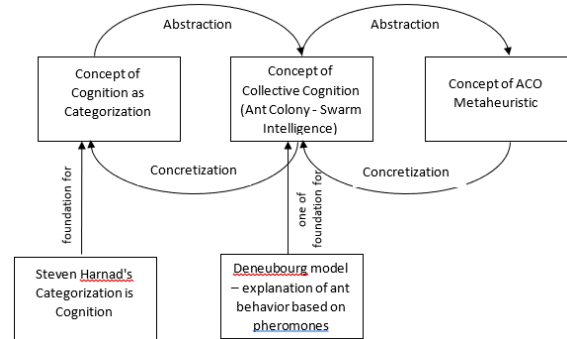 Abstraction
Abstraction
Concept of
Cognition as
Categorization
Concept of
Collective Cognition
(Ant Colony - Swarm
Intelligence)
Concept of ACO
Metaheuristic
Concretization
Concretization
foundation for
one of
foundation for
Steven Harnad's
Categorization is
Cognition
Deneubourg model
– explanation of ant
behavior based on
pheromones